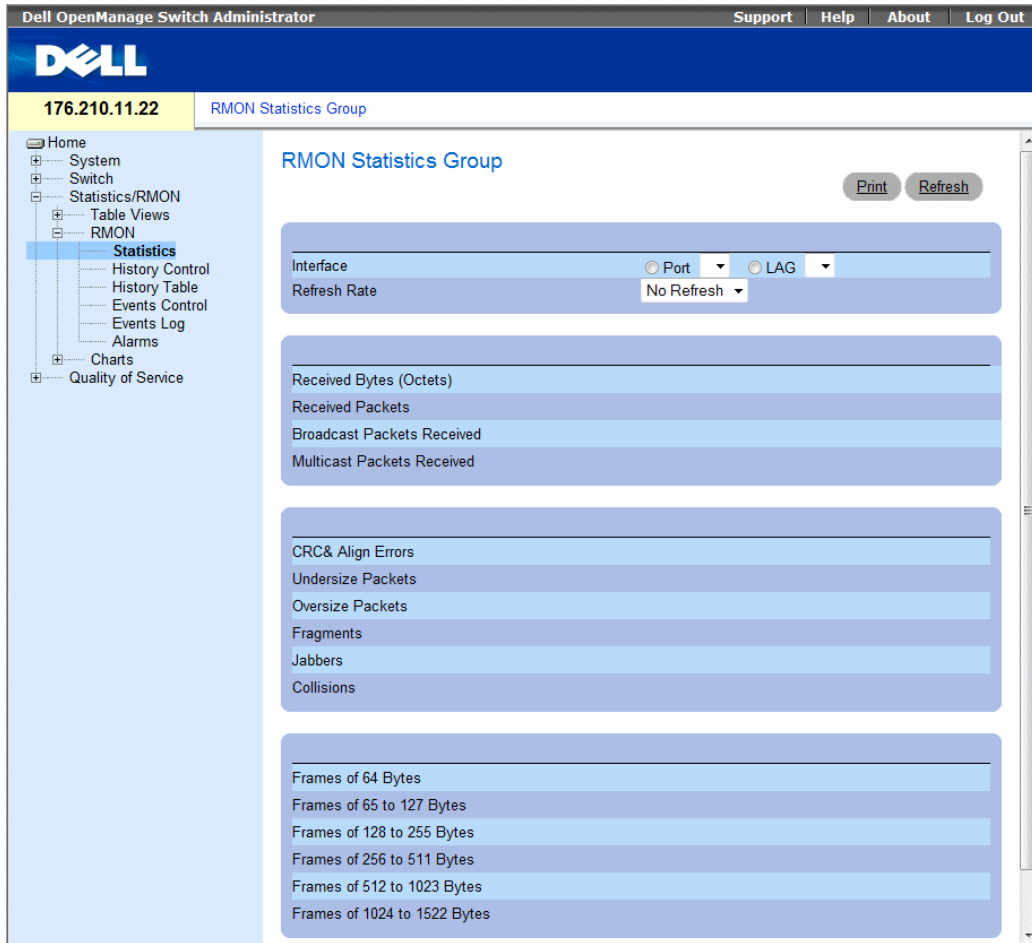 Dell OpenManage Switch Administrator Support Help About Log Out
DELL
176.210.11.22 RMON Statistics Group
Home
System
Switch
Statistics/RMON
Table Views
RMON
Statistics
History Control
History Table
Events Control
Events Log
Alarms
Charts
Quality of Service
RMON Statistics Group
Print Refresh
Interface Port LAG
Refresh Rate No Refresh
Received Bytes (Octets)
Received Packets
Broadcast Packets Received
Multicast Packets Received
CRC& Align Errors
Undersize Packets
Oversize Packets
Fragments
Jabbers
Collisions
Frames of 64 Bytes
Frames of 65 to 127 Bytes
Frames of 128 to 255 Bytes
Frames of 256 to 511 Bytes
Frames of 512 to 1023 Bytes
Frames of 1024 to 1522 Bytes